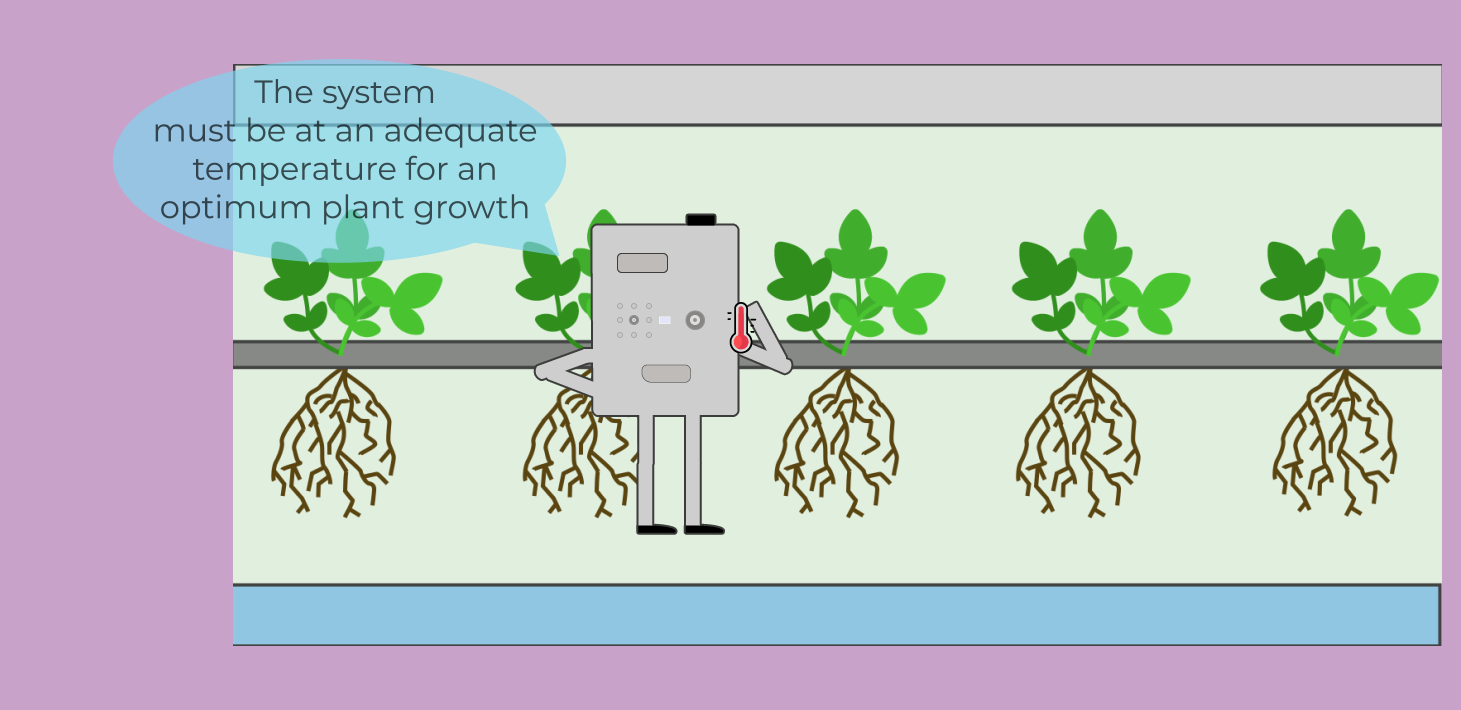 The system
must be at an adequate
temperature for an
optimum plant growth